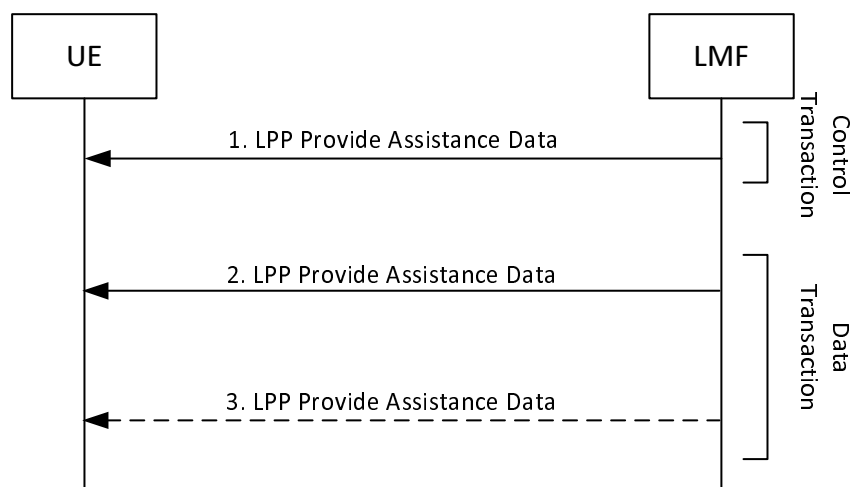 UE
LMF
1. LPP Provide Assistance Data
Control
Transaction
2. LPP Provide Assistance Data
Data
Transaction
3. LPP Provide Assistance Data